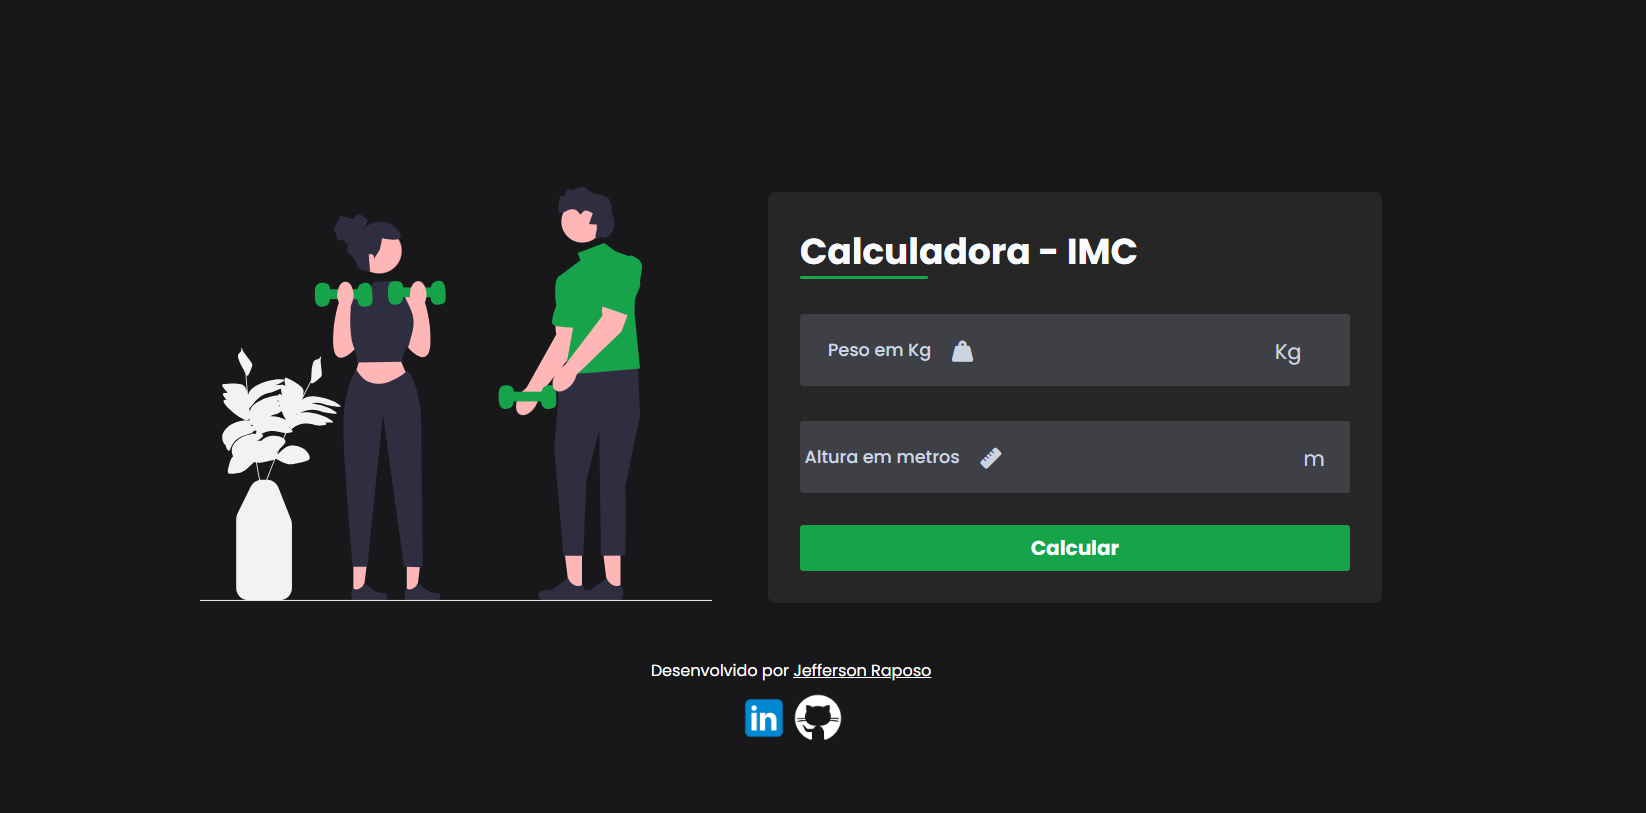 Calculadora - IMC
Peso em Kg
Kg
Altura em metros
m
Calcular
Desenvolvido por Jefferson Raposo
in